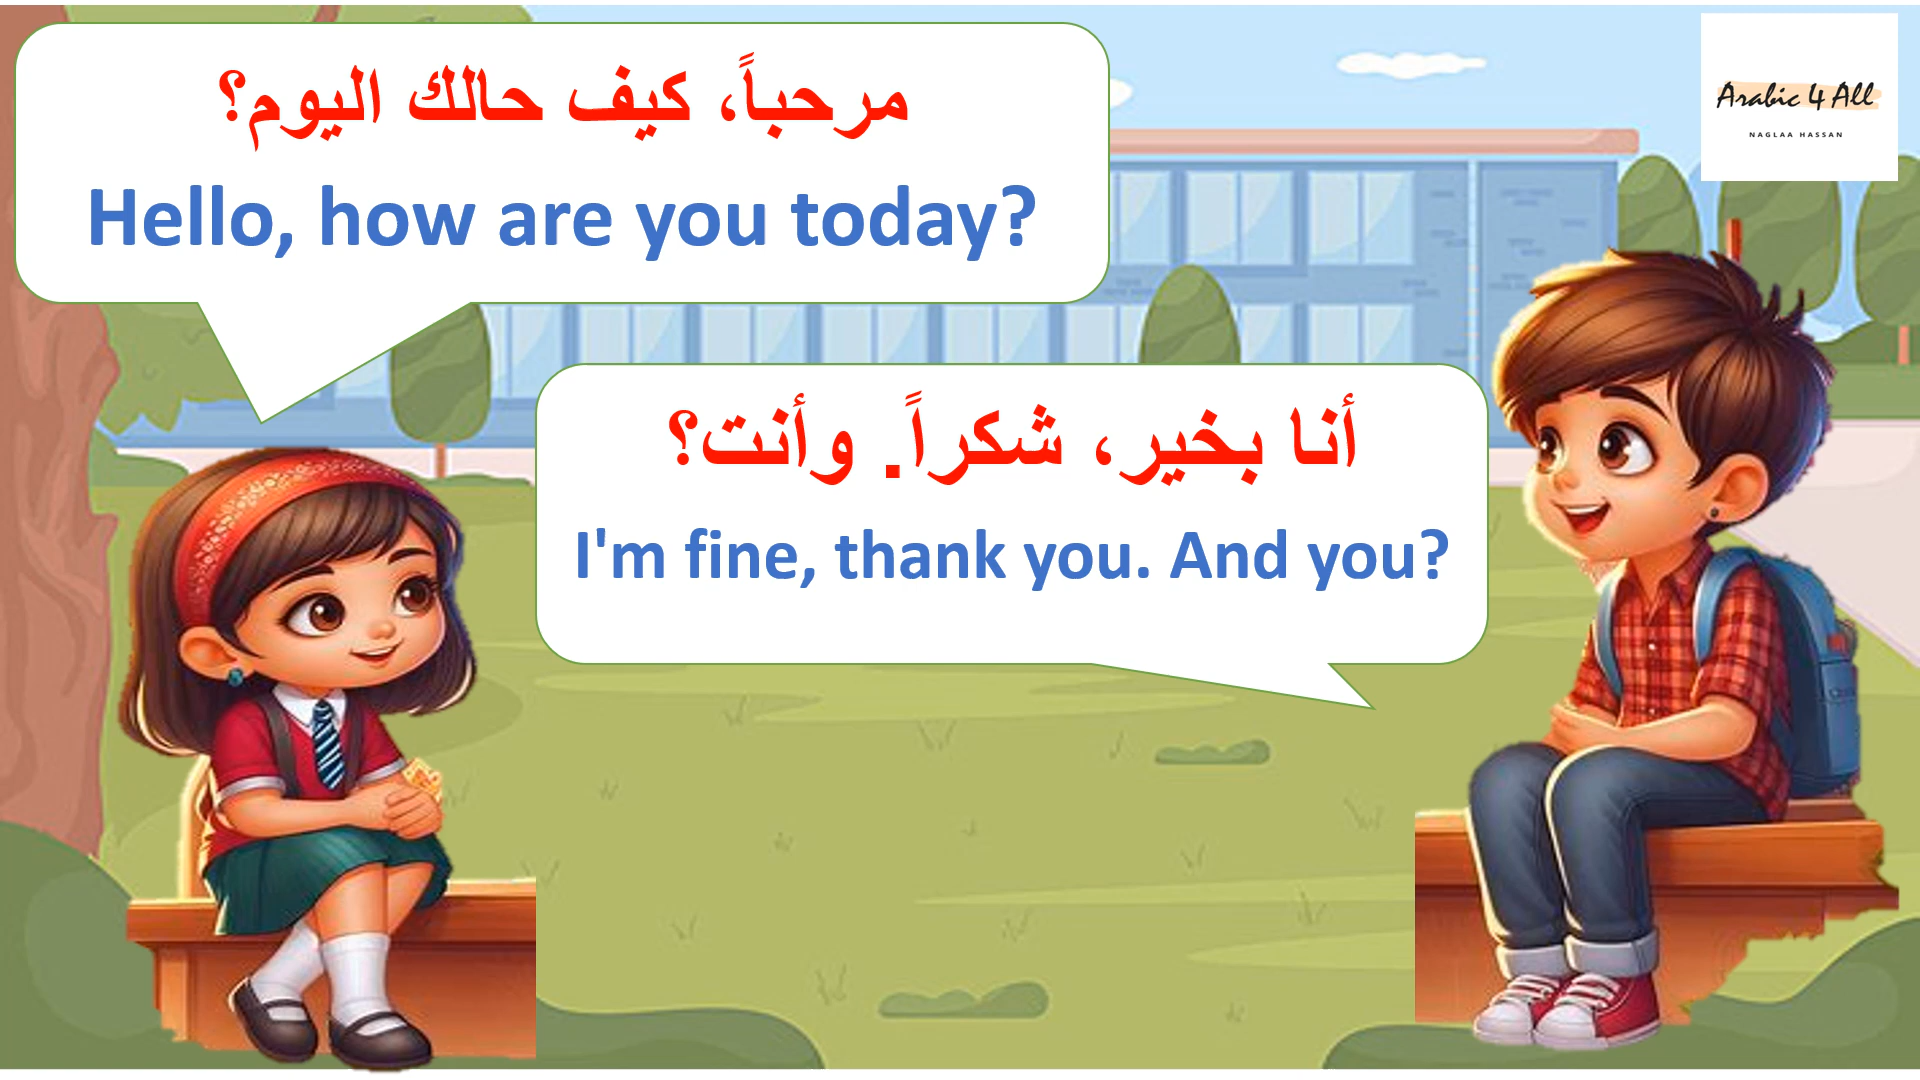 مرحباً، كيف حالك اليوم؟
Hello, how are you today?
أنا بخير، شكراً. وأنت؟
I'm fine, thank you. And you?
Arabic 4 All
NAGLAA HASSAN